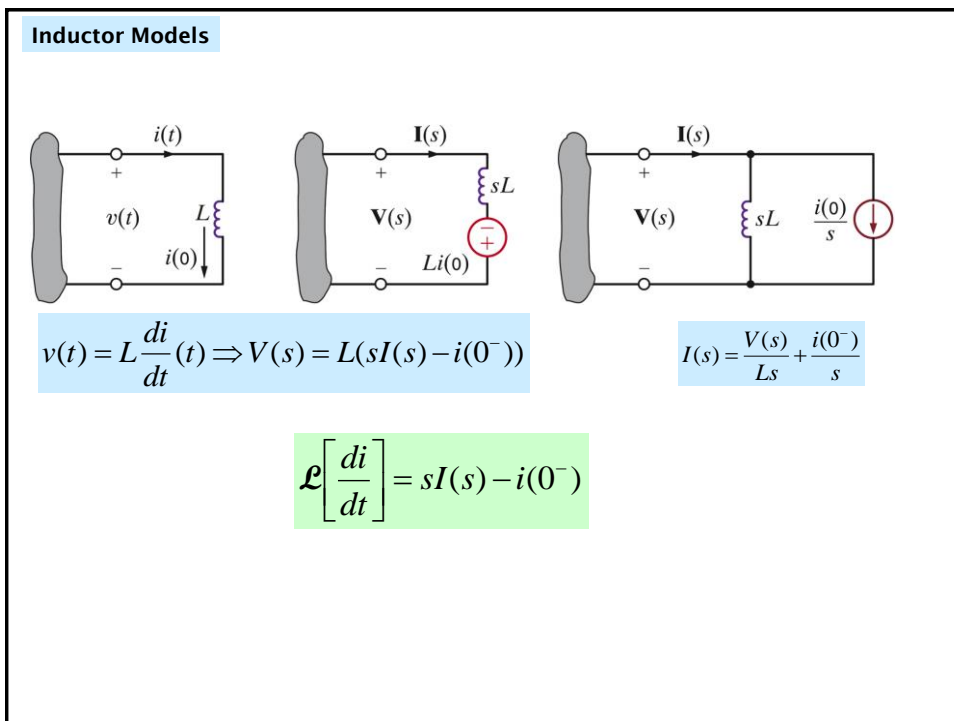 Inductor Models
i(t)
+
v(t)
L
i(0)
−
I(s)
+
V(s)
sL
−
+
Li(0)
−
I(s)
+
V(s)
sL
i(0)/s
−
v(t) = L di/dt (t) ⇒ V(s) = L(sI(s) − i(0⁻))
I(s) = V(s)/Ls + i(0⁻)/s
ℒ[di/dt] = sI(s) − i(0⁻)